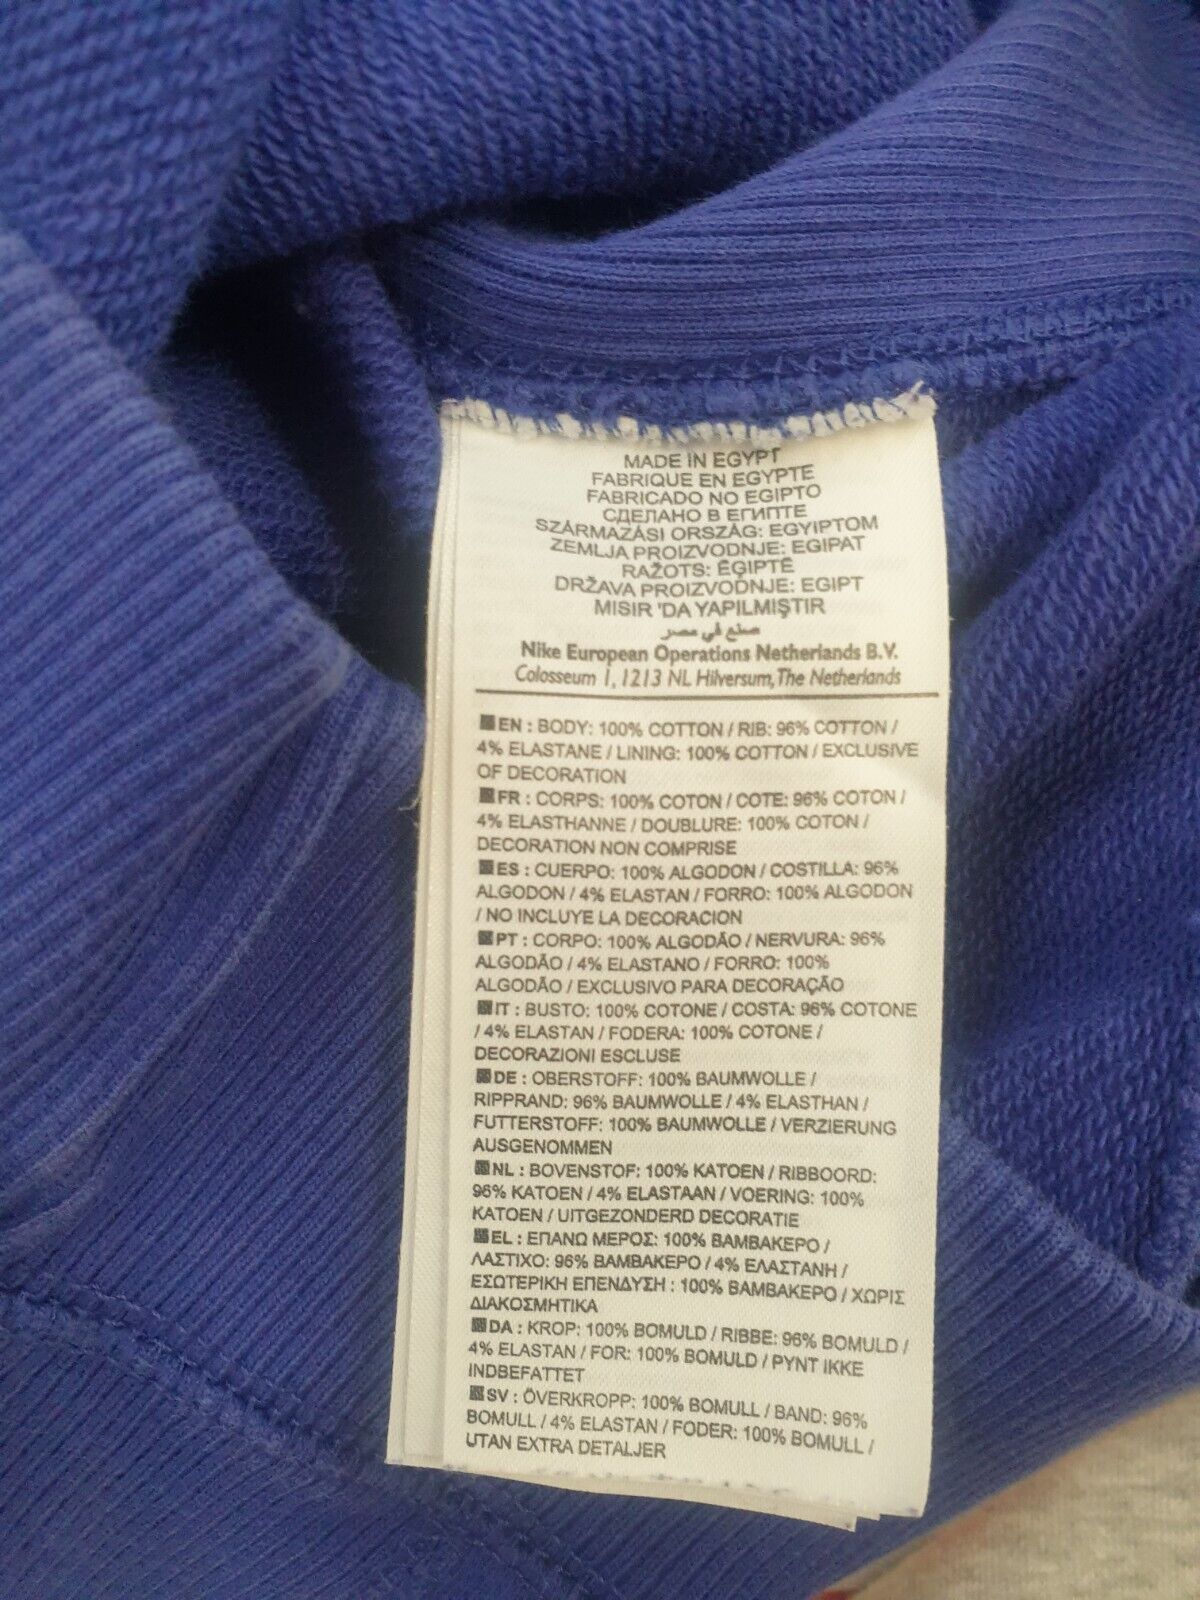 MADE IN EGYPT
FABRIQUE EN EGYPTE
FABRICADO NO EGIPTO
СДЕЛАНО В ЕГИПТЕ
SZÁRMAZÁSI ORSZÁG: EGYIPTOM
ZEMLJA PROIZVODNJE: EGIPAT
RAŽOTS: ĒĢIPTĒ
DRŽAVA PROIZVODNJE: EGIPT
MISIR 'DA YAPILMIŞTIR
صنع في مصر
Nike European Operations Netherlands B.V.
Colosseum 1, 1213 NL Hilversum, The Netherlands
EN : BODY: 100% COTTON / RIB: 96% COTTON /
4% ELASTANE / LINING: 100% COTTON / EXCLUSIVE
OF DECORATION
FR : CORPS: 100% COTON / COTE: 96% COTON /
4% ELASTHANNE / DOUBLURE: 100% COTON /
DECORATION NON COMPRISE
ES : CUERPO: 100% ALGODON / COSTILLA: 96%
ALGODON / 4% ELASTAN / FORRO: 100% ALGODON
/ NO INCLUYE LA DECORACION
PT : CORPO: 100% ALGODÃO / NERVURA: 96%
ALGODÃO / 4% ELASTANO / FORRO: 100%
ALGODÃO / EXCLUSIVO PARA DECORAÇÃO
IT : BUSTO: 100% COTONE / COSTA: 96% COTONE
/ 4% ELASTAN / FODERA: 100% COTONE /
DECORAZIONI ESCLUSE
DE : OBERSTOFF: 100% BAUMWOLLE /
RIPPRAND: 96% BAUMWOLLE / 4% ELASTHAN /
FUTTERSTOFF: 100% BAUMWOLLE / VERZIERUNG
AUSGENOMMEN
NL : BOVENSTOF: 100% KATOEN / RIBBOORD:
96% KATOEN / 4% ELASTAAN / VOERING: 100%
KATOEN / UITGEZONDERD DECORATIE
EL : ΕΠΑΝΩ ΜΕΡΟΣ: 100% ΒΑΜΒΑΚΕΡΟ /
ΛΑΣΤΙΧΟ: 96% ΒΑΜΒΑΚΕΡΟ / 4% ΕΛΑΣΤΑΝΗ /
ΕΣΩΤΕΡΙΚΗ ΕΠΕΝΔΥΣΗ : 100% ΒΑΜΒΑΚΕΡΟ / ΧΩΡΙΣ
ΔΙΑΚΟΣΜΗΤΙΚΑ
DA : KROP: 100% BOMULD / RIBBE: 96% BOMULD /
4% ELASTAN / FOR: 100% BOMULD / PYNT IKKE
INDBEFATTET
SV : ÖVERKROPP: 100% BOMULL / BAND: 96%
BOMULL / 4% ELASTAN / FODER: 100% BOMULL /
UTAN EXTRA DETALJER